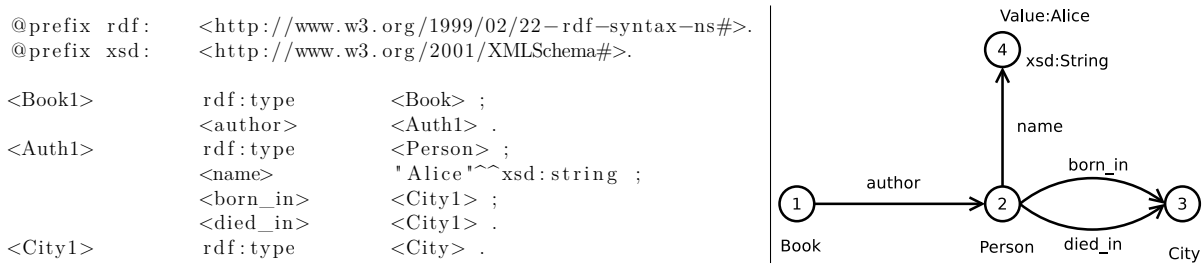 @prefix rdf: <http://www.w3.org/1999/02/22-rdf-syntax-ns#>.
@prefix xsd: <http://www.w3.org/2001/XMLSchema#>.
<Book1> rdf:type <Book> ;
<author> <Auth1> .
<Auth1> rdf:type <Person> ;
<name> "Alice"^^xsd:string ;
<born_in> <City1> ;
<died_in> <City1> .
<City1> rdf:type <City> .
Value:Alice
4
xsd:String
name
author
born_in
1
2
3
died_in
Book
Person
City